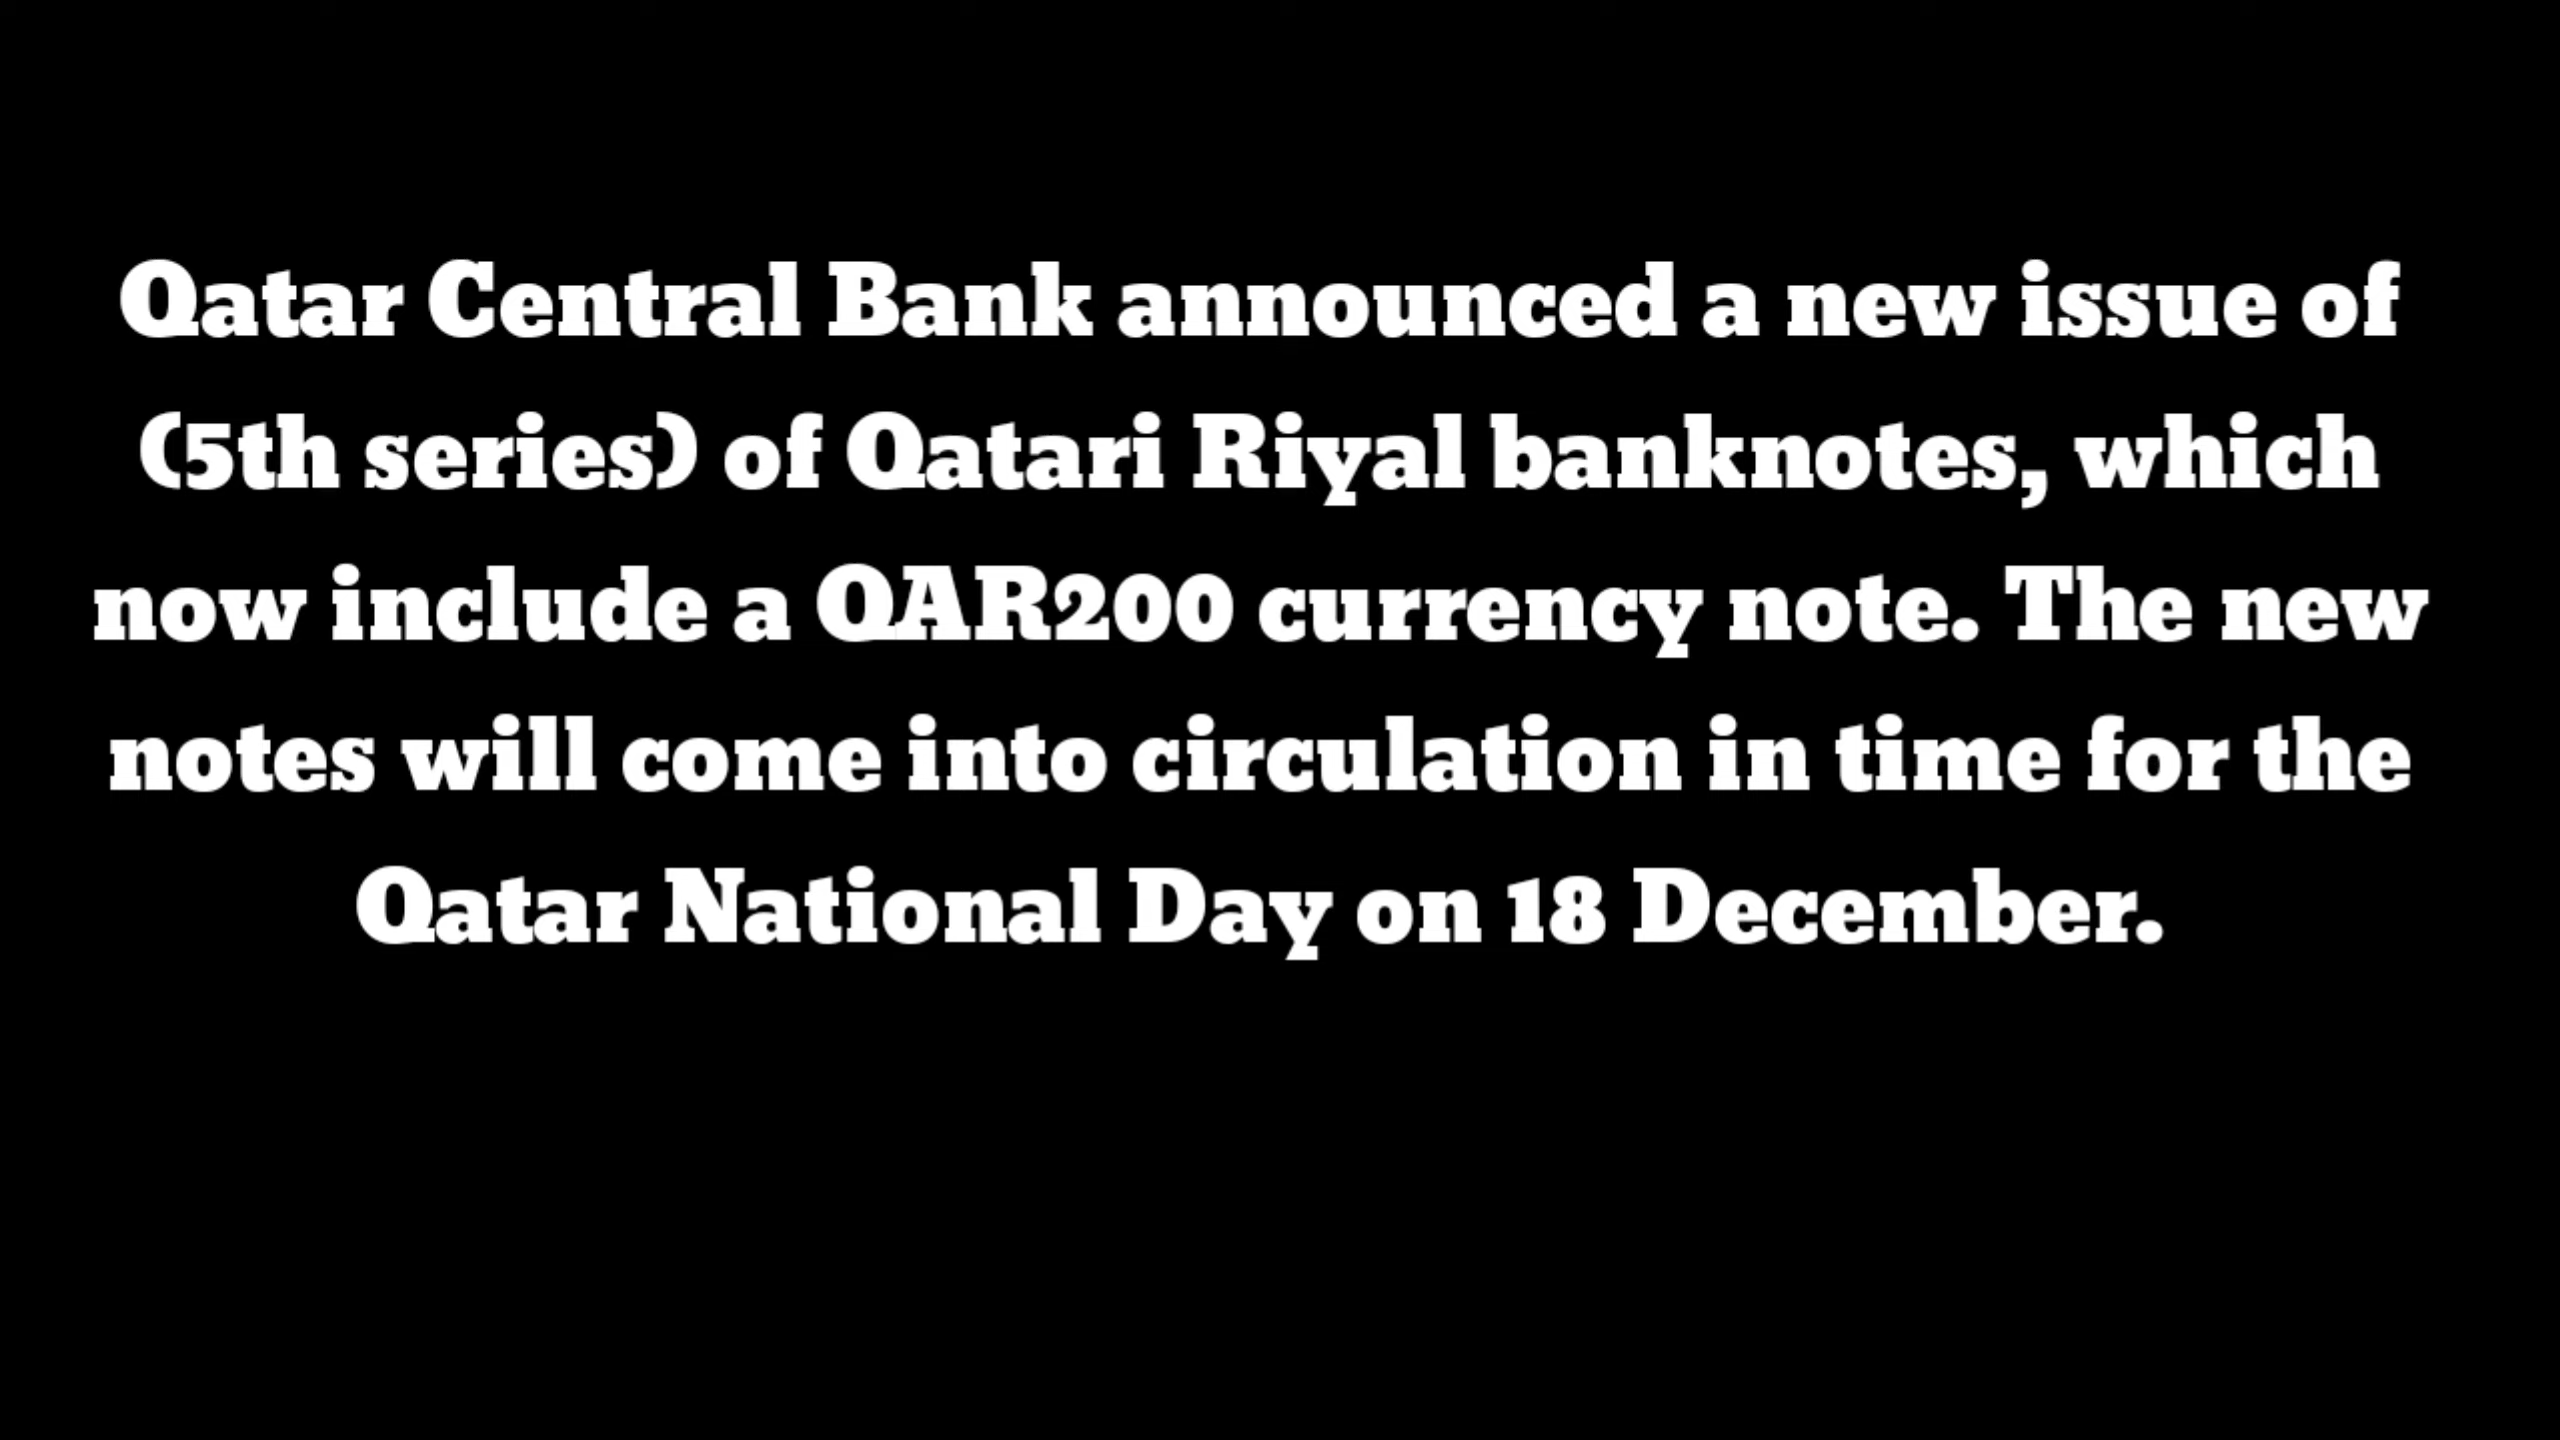 Qatar Central Bank announced a new issue of
(5th series) of Qatari Riyal banknotes, which
now include a QAR200 currency note. The new
notes will come into circulation in time for the
Qatar National Day on 18 December.